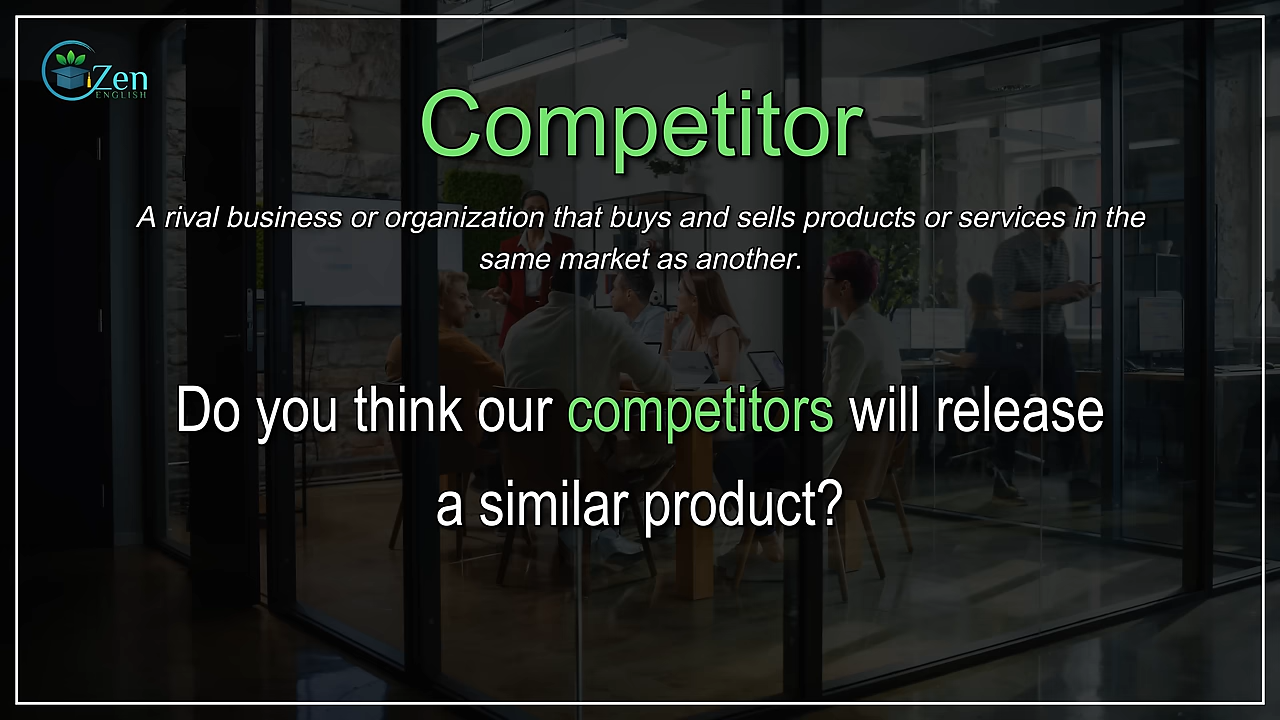 Zen
ENGLISH
Competitor
A rival business or organization that buys and sells products or services in the
same market as another.
Do you think our competitors will release
a similar product?